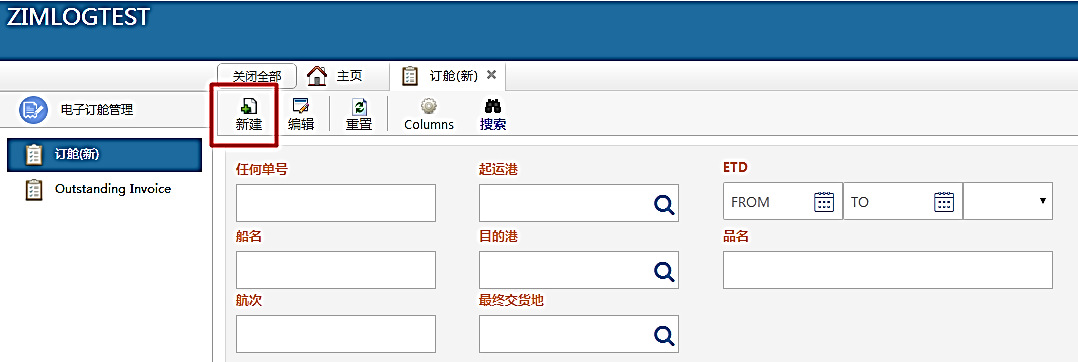 ZIMLOGTEST
关闭全部 主页 订舱(新)
电子订舱管理
新建 编辑 重置 Columns 搜索
订舱(新)
Outstanding Invoice
任何单号 起运港 ETD
FROM TO
船名 目的港 品名
航次 最终交货地